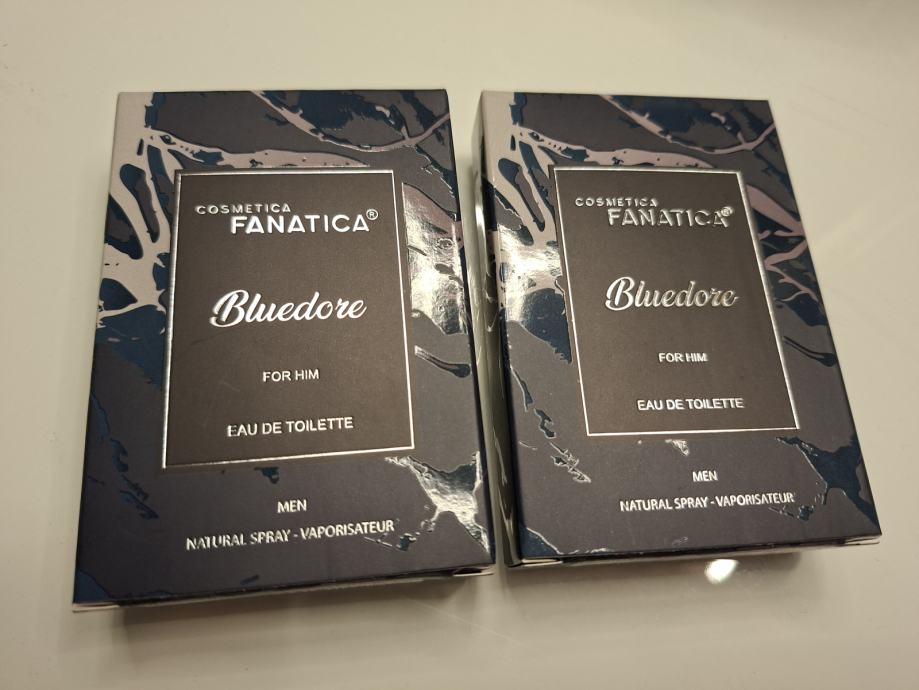 COSMETICA
FANATICA®
Bluedore
FOR HIM
EAU DE TOILETTE
MEN
NATURAL SPRAY - VAPORISATEUR
COSMETICA
FANATICA®
Bluedore
FOR HIM
EAU DE TOILETTE
MEN
NATURAL SPRAY - VAPORISATEUR